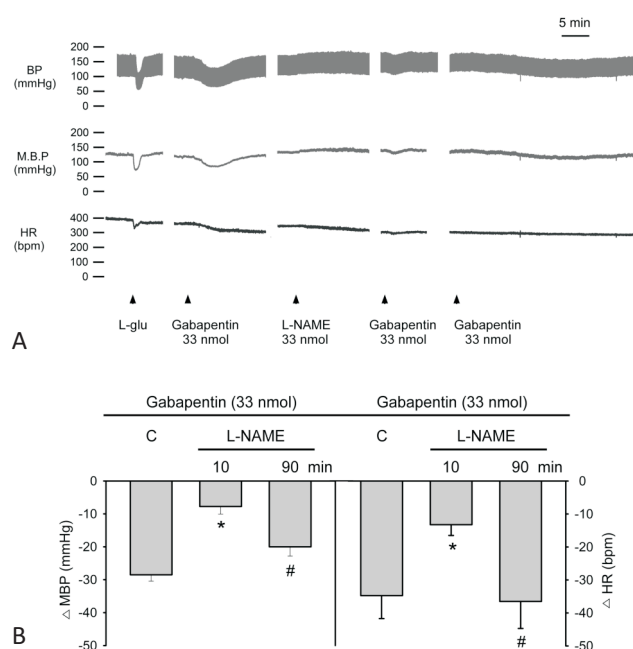 5 min
BP
(mmHg)
200
150
100
50
0
M.B.P
(mmHg)
200
150
100
50
0
HR
(bpm)
400
300
200
100
0
L-glu
Gabapentin
33 nmol
L-NAME
33 nmol
Gabapentin
33 nmol
Gabapentin
33 nmol
A
Gabapentin (33 nmol)
Gabapentin (33 nmol)
C
L-NAME
C
L-NAME
10
90 min
10
90 min
△ MBP (mmHg)
0
-10
-20
-30
-40
-50
*
#
*
#
0
-10
-20
-30
-40
-50
△ HR (bpm)
B